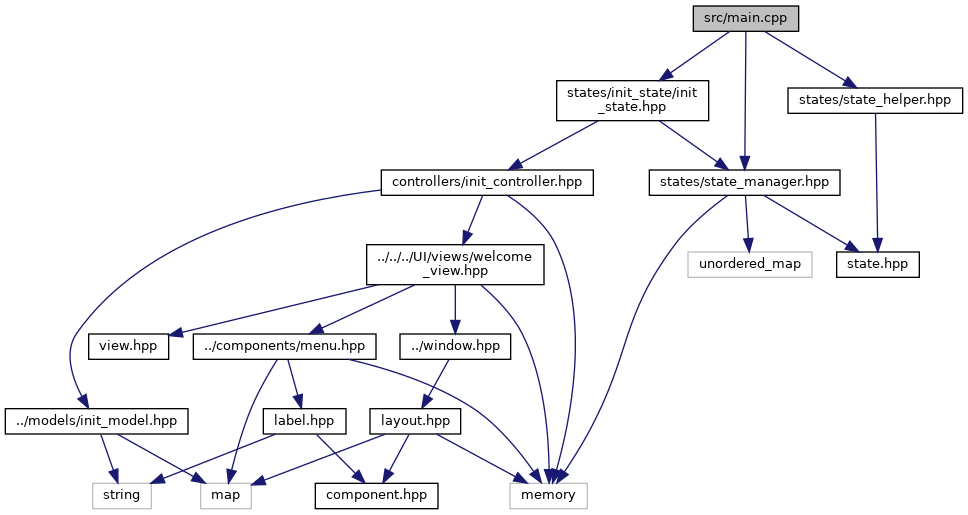 src/main.cpp
states/init_state/init
_state.hpp
states/state_helper.hpp
controllers/init_controller.hpp
states/state_manager.hpp
../../../UI/views/welcome
_view.hpp
unordered_map
state.hpp
view.hpp
../components/menu.hpp
../window.hpp
../models/init_model.hpp
label.hpp
layout.hpp
string
map
component.hpp
memory